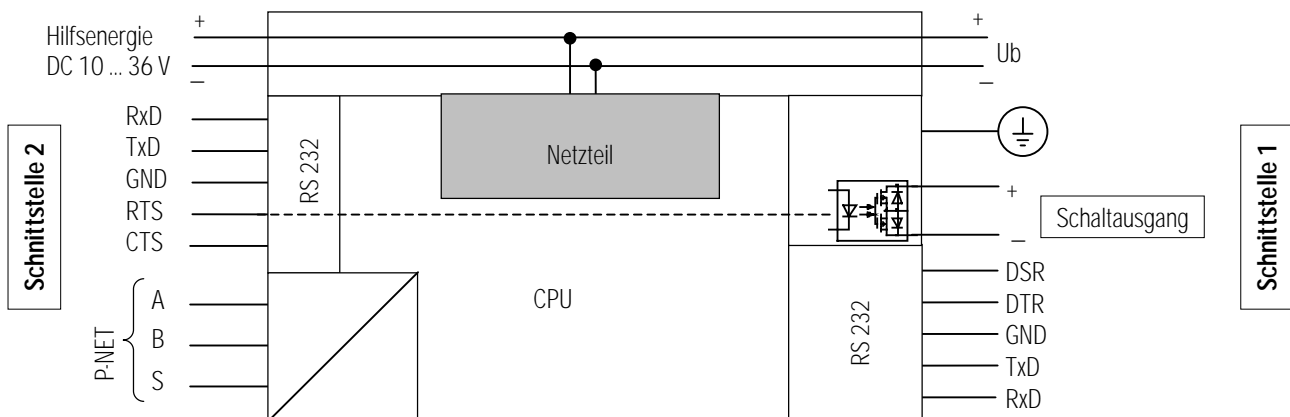 +
Hilfsenergie
DC 10 ... 36 V
–
+
Ub
–
Schnittstelle 2
RxD
TxD
GND
RTS
CTS
P-NET
A
B
S
RS 232
Netzteil
CPU
RS 232
+
–
Schaltausgang
DSR
DTR
GND
TxD
RxD
Schnittstelle 1